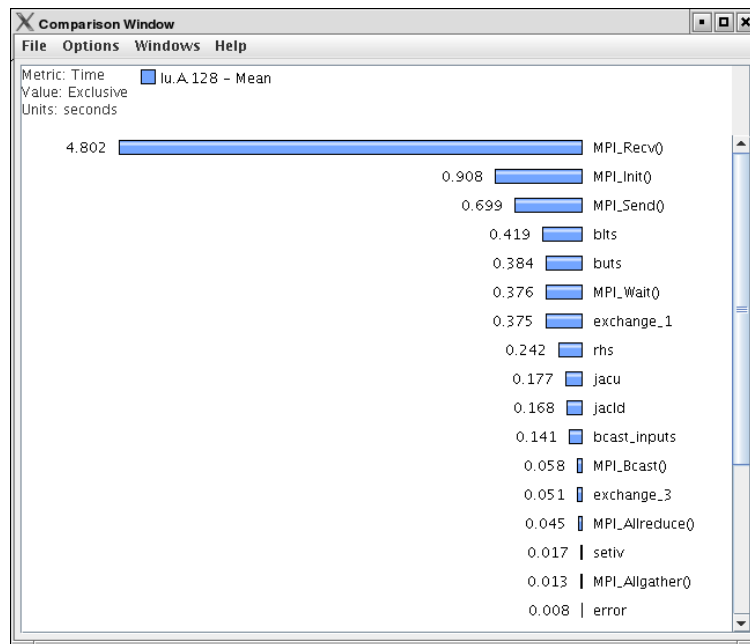 Comparison Window
File Options Windows Help
Metric: Time
Value: Exclusive
Units: seconds
lu.A.128 - Mean
4.802 MPI_Recv()
0.908 MPI_Init()
0.699 MPI_Send()
0.419 blts
0.384 buts
0.376 MPI_Wait()
0.375 exchange_1
0.242 rhs
0.177 jacu
0.168 jacld
0.141 bcast_inputs
0.058 MPI_Bcast()
0.051 exchange_3
0.045 MPI_Allreduce()
0.017 setiv
0.013 MPI_Allgather()
0.008 error